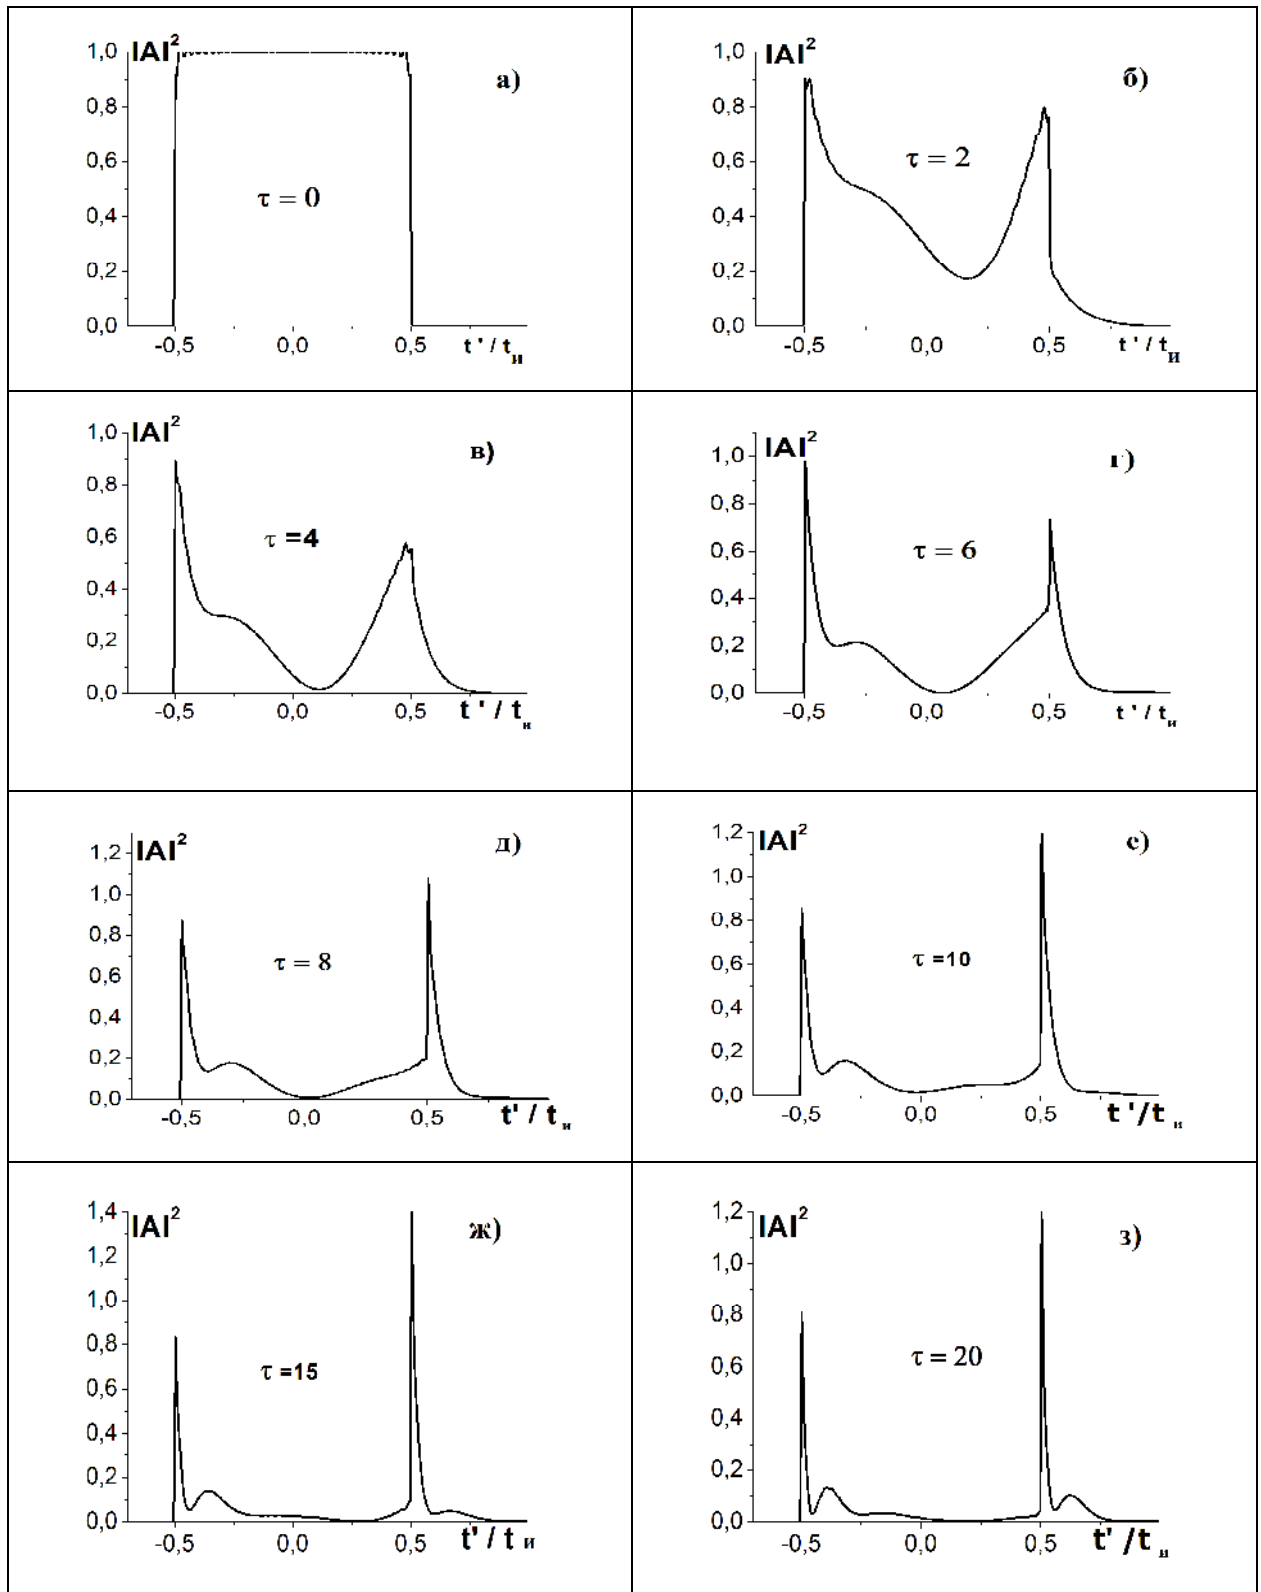 1,0 |A|² а)
0,8
0,6
τ = 0
0,4
0,2
0,0
-0,5 0,0 0,5 t ' / tи
1,0 |A|² б)
0,8
0,6 τ = 2
0,4
0,2
0,0
-0,5 0,0 0,5 t ' / tи
1,0 |A|² в)
0,8
0,6 τ =4
0,4
0,2
0,0
-0,5 0,0 0,5 t ' / tи
1,0 |A|² г)
0,8
0,6 τ = 6
0,4
0,2
0,0
-0,5 0,0 0,5 t ' / tи
1,2 |A|² д)
1,0
0,8
0,6 τ = 8
0,4
0,2
0,0
-0,5 0,0 0,5 t' / tи
1,2 |A|² е)
1,0
0,8
0,6 τ =10
0,4
0,2
0,0
-0,5 0,0 0,5 t '/t и
1,4 |A|² ж)
1,2
1,0
0,8
0,6 τ =15
0,4
0,2
0,0
-0,5 0,0 0,5 t' / t и
1,2 |A|² з)
1,0
0,8
0,6 τ = 20
0,4
0,2
0,0
-0,5 0,0 0,5 t' /t и